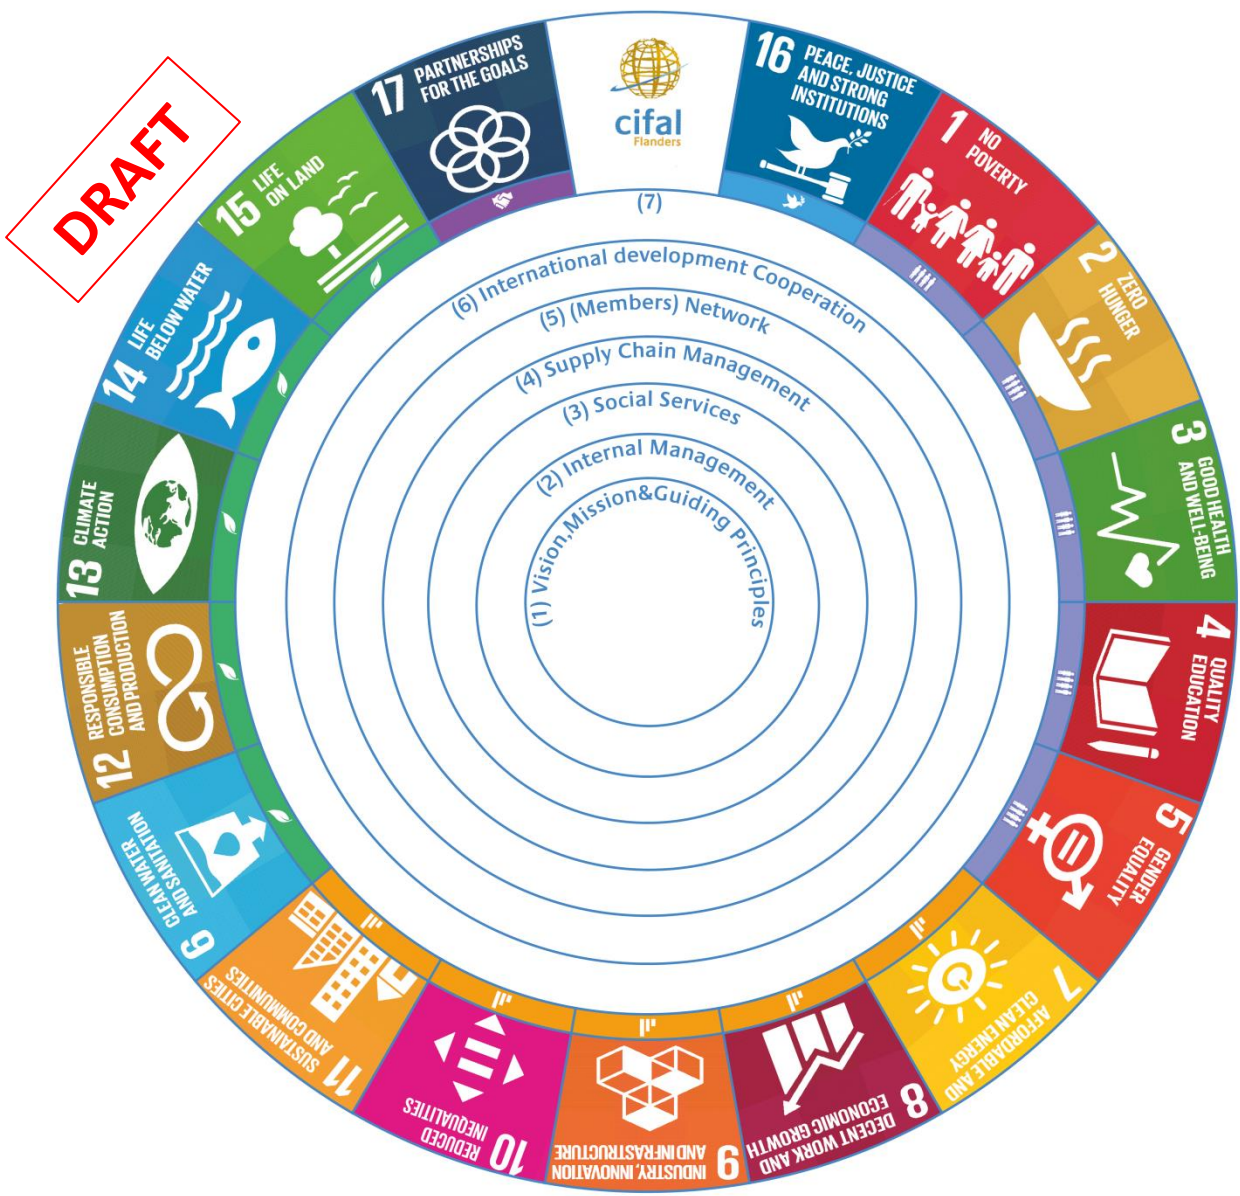 DRAFT
cifal
Flanders
16
PEACE, JUSTICE
AND STRONG
INSTITUTIONS
1
NO
POVERTY
2
ZERO
HUNGER
3
GOOD HEALTH
AND WELL-BEING
4
QUALITY
EDUCATION
5
GENDER
EQUALITY
7
AFFORDABLE AND
CLEAN ENERGY
8
DECENT WORK AND
ECONOMIC GROWTH
9
INDUSTRY, INNOVATION
AND INFRASTRUCTURE
10
REDUCED
INEQUALITIES
11
SUSTAINABLE CITIES
AND COMMUNITIES
6
CLEAN WATER
AND SANITATION
12
RESPONSIBLE
CONSUMPTION
AND PRODUCTION
13
CLIMATE
ACTION
14
LIFE
BELOW WATER
15
LIFE
ON LAND
17
PARTNERSHIPS
FOR THE GOALS
(7)
(6) International development Cooperation
(5) (Members) Network
(4) Supply Chain Management
(3) Social Services
(2) Internal Management
(1) Vision,Mission&Guiding Principles